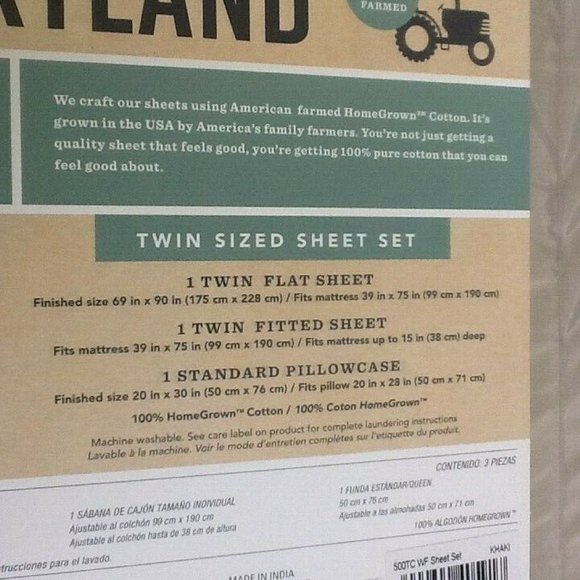 YLAND
FARMED
We craft our sheets using American farmed HomeGrown™ Cotton. It's
grown in the USA by America's family farmers. You're not just getting a
quality sheet that feels good, you're getting 100% pure cotton that you can
feel good about.
TWIN SIZED SHEET SET
1 TWIN FLAT SHEET
Finished size 69 in x 90 in (175 cm x 228 cm) / Fits mattress 39 in x 75 in (99 cm x 190 cm)
1 TWIN FITTED SHEET
Fits mattress 39 in x 75 in (99 cm x 190 cm) / Fits mattress up to 15 in (38 cm) deep
1 STANDARD PILLOWCASE
Finished size 20 in x 30 in (50 cm x 76 cm) / Fits pillow 20 in x 28 in (50 cm x 71 cm)
100% HomeGrown™ Cotton / 100% Coton HomeGrown™
Machine washable. See care label on product for complete laundering instructions
Lavable à la machine. Voir le mode d'entretien complètes sur l'etiquette du produit.
CONTENIDO: 3 PIEZAS
1 SÁBANA DE CAJÓN TAMAÑO INDIVIDUAL
Ajustable al colchón 99 cm x 190 cm
Ajustable al colchón hasta de 38 cm de altura
1 FUNDA ESTÁNDAR/QUEEN
50 cm x 76 cm
Ajustable a las almohadas 50 cm x 71 cm
100% ALGODÓN HOMEGROWN™
strucciones para el lavado.
MADE IN INDIA
500TC WF Sheet Set KHAKI